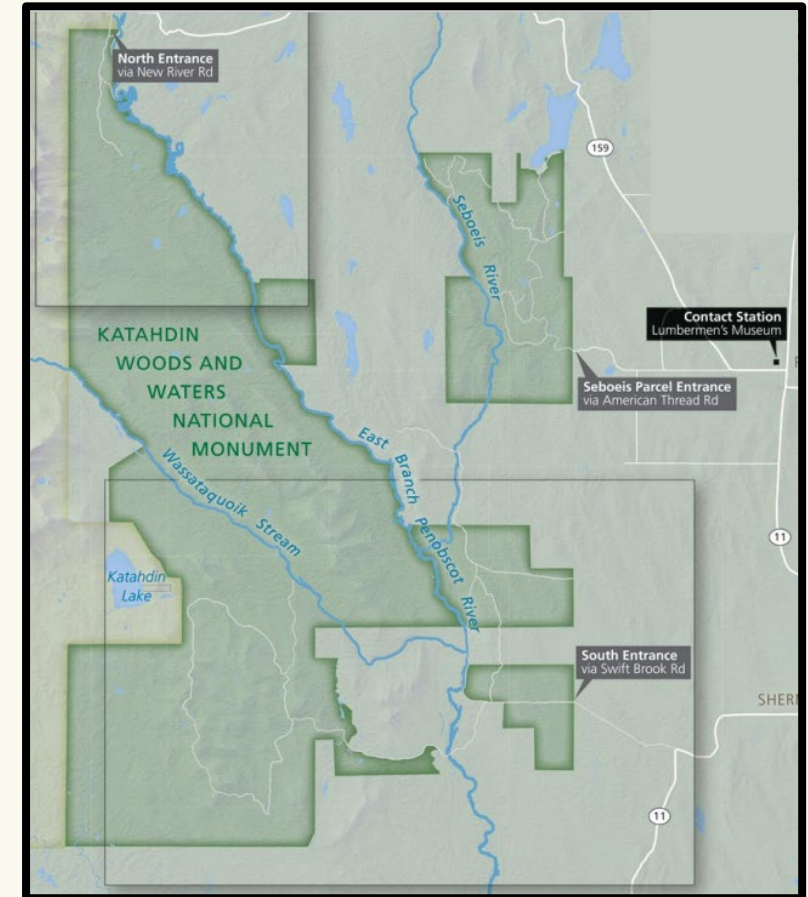 North Entrance
via New River Rd
159
Seboeis
River
Contact Station
Lumbermen's Museum
KATAHDIN
WOODS AND
WATERS
NATIONAL
MONUMENT
Seboeis Parcel Entrance
via American Thread Rd
East Branch Penobscot River
Wassataquoik Stream
11
Katahdin
Lake
South Entrance
via Swift Brook Rd
SHER
11